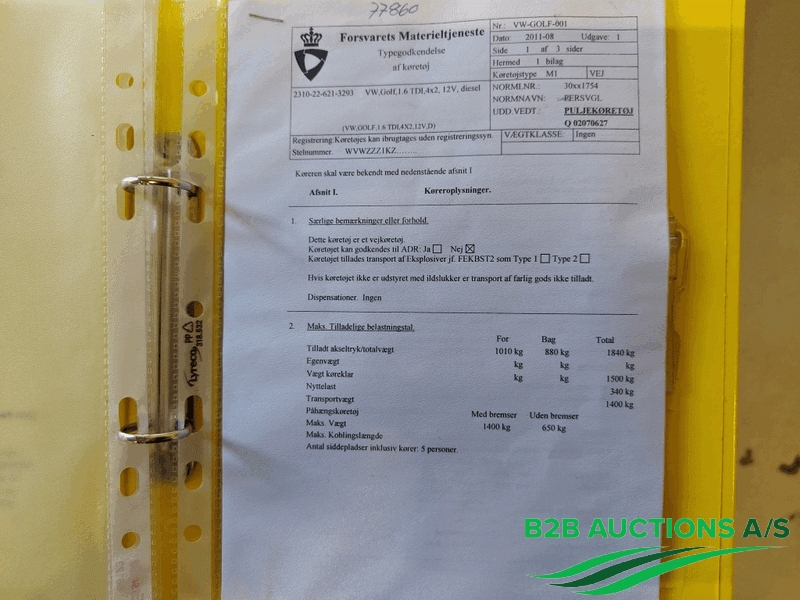 77860
Forsvarets Materieltjeneste
Typegodkendelse
af køretøj
Nr.: VW-GOLF-001
Dato: 2011-08 Udgave: 1
Side 1 af 3 sider
Hermed 1 bilag
Køretøjstype M1 VEJ
2310-22-621-3293 VW,Golf,1.6 TDI,4x2, 12V, diesel
(VW,GOLF,1.6 TDI,4X2,12V,D)
NORMLNR.: 30xx1754
NORMNAVN: PERSVGL
UDD.VEDT.: PULJEKØRETØJ
Q 02070627
Registrering:Køretøjes kan ibrugtages uden registreringssyn.
Stelnummer. WVWZZZ1KZ........
VÆGTKLASSE: Ingen
Køreren skal være bekendt med nedenstående afsnit I
Afsnit I. Køreroplysninger.
1. Særlige bemærkninger eller forhold.
Dette køretøj er et vejkøretøj.
Køretøjet kan godkendes til ADR: Ja ☐ Nej ☒
Køretøjet tillades transport af Eksplosiver jf. FEKBST2 som Type 1 ☐ Type 2 ☐
Hvis køretøjet ikke er udstyret med ildslukker er transport af farlig gods ikke tilladt.
Dispensationer. Ingen
2. Maks. Tilladelige belastningstal.
For Bag Total
Tilladt akseltryk/totalvægt 1010 kg 880 kg 1840 kg
Egenvægt kg kg kg
Vægt køreklar kg kg 1500 kg
Nyttelast 340 kg
Transportvægt 1400 kg
Påhængskøretøj Med bremser Uden bremser
Maks. Vægt 1400 kg 650 kg
Maks. Koblingslængde
Antal siddepladser inklusiv kører: 5 personer.
Lyreco PP 318.532
B2B AUCTIONS A/S